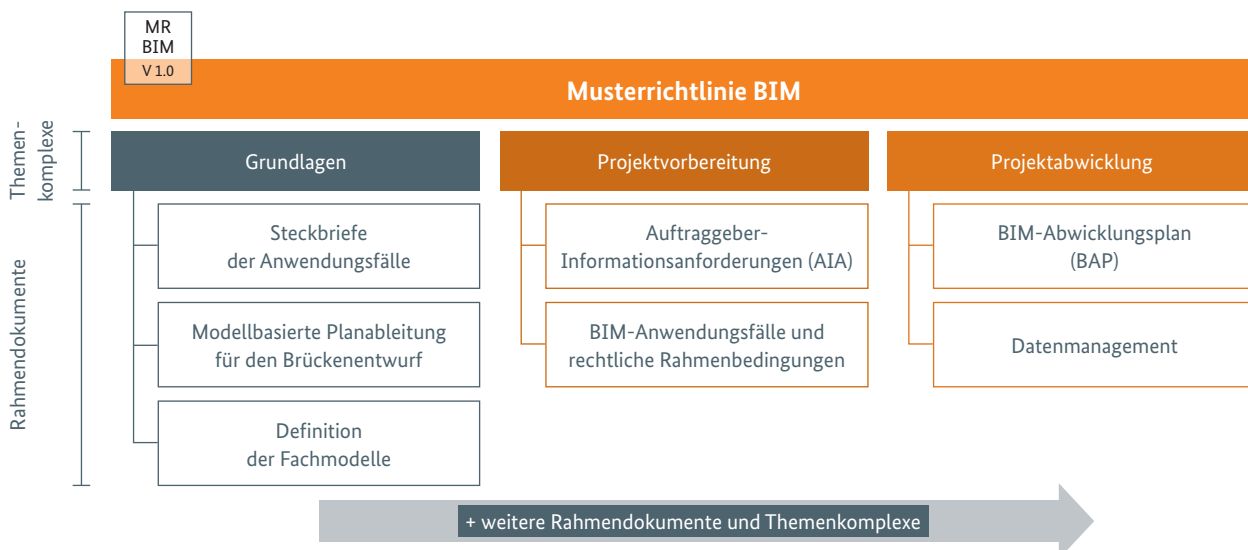 MR
BIM
V 1.0
Musterrichtlinie BIM
Themen-
komplexe
Grundlagen
Projektvorbereitung
Projektabwicklung
Rahmendokumente
Steckbriefe
der Anwendungsfälle
Modellbasierte Planableitung
für den Brückenentwurf
Definition
der Fachmodelle
Auftraggeber-
Informationsanforderungen (AIA)
BIM-Anwendungsfälle und
rechtliche Rahmenbedingungen
BIM-Abwicklungsplan
(BAP)
Datenmanagement
+ weitere Rahmendokumente und Themenkomplexe